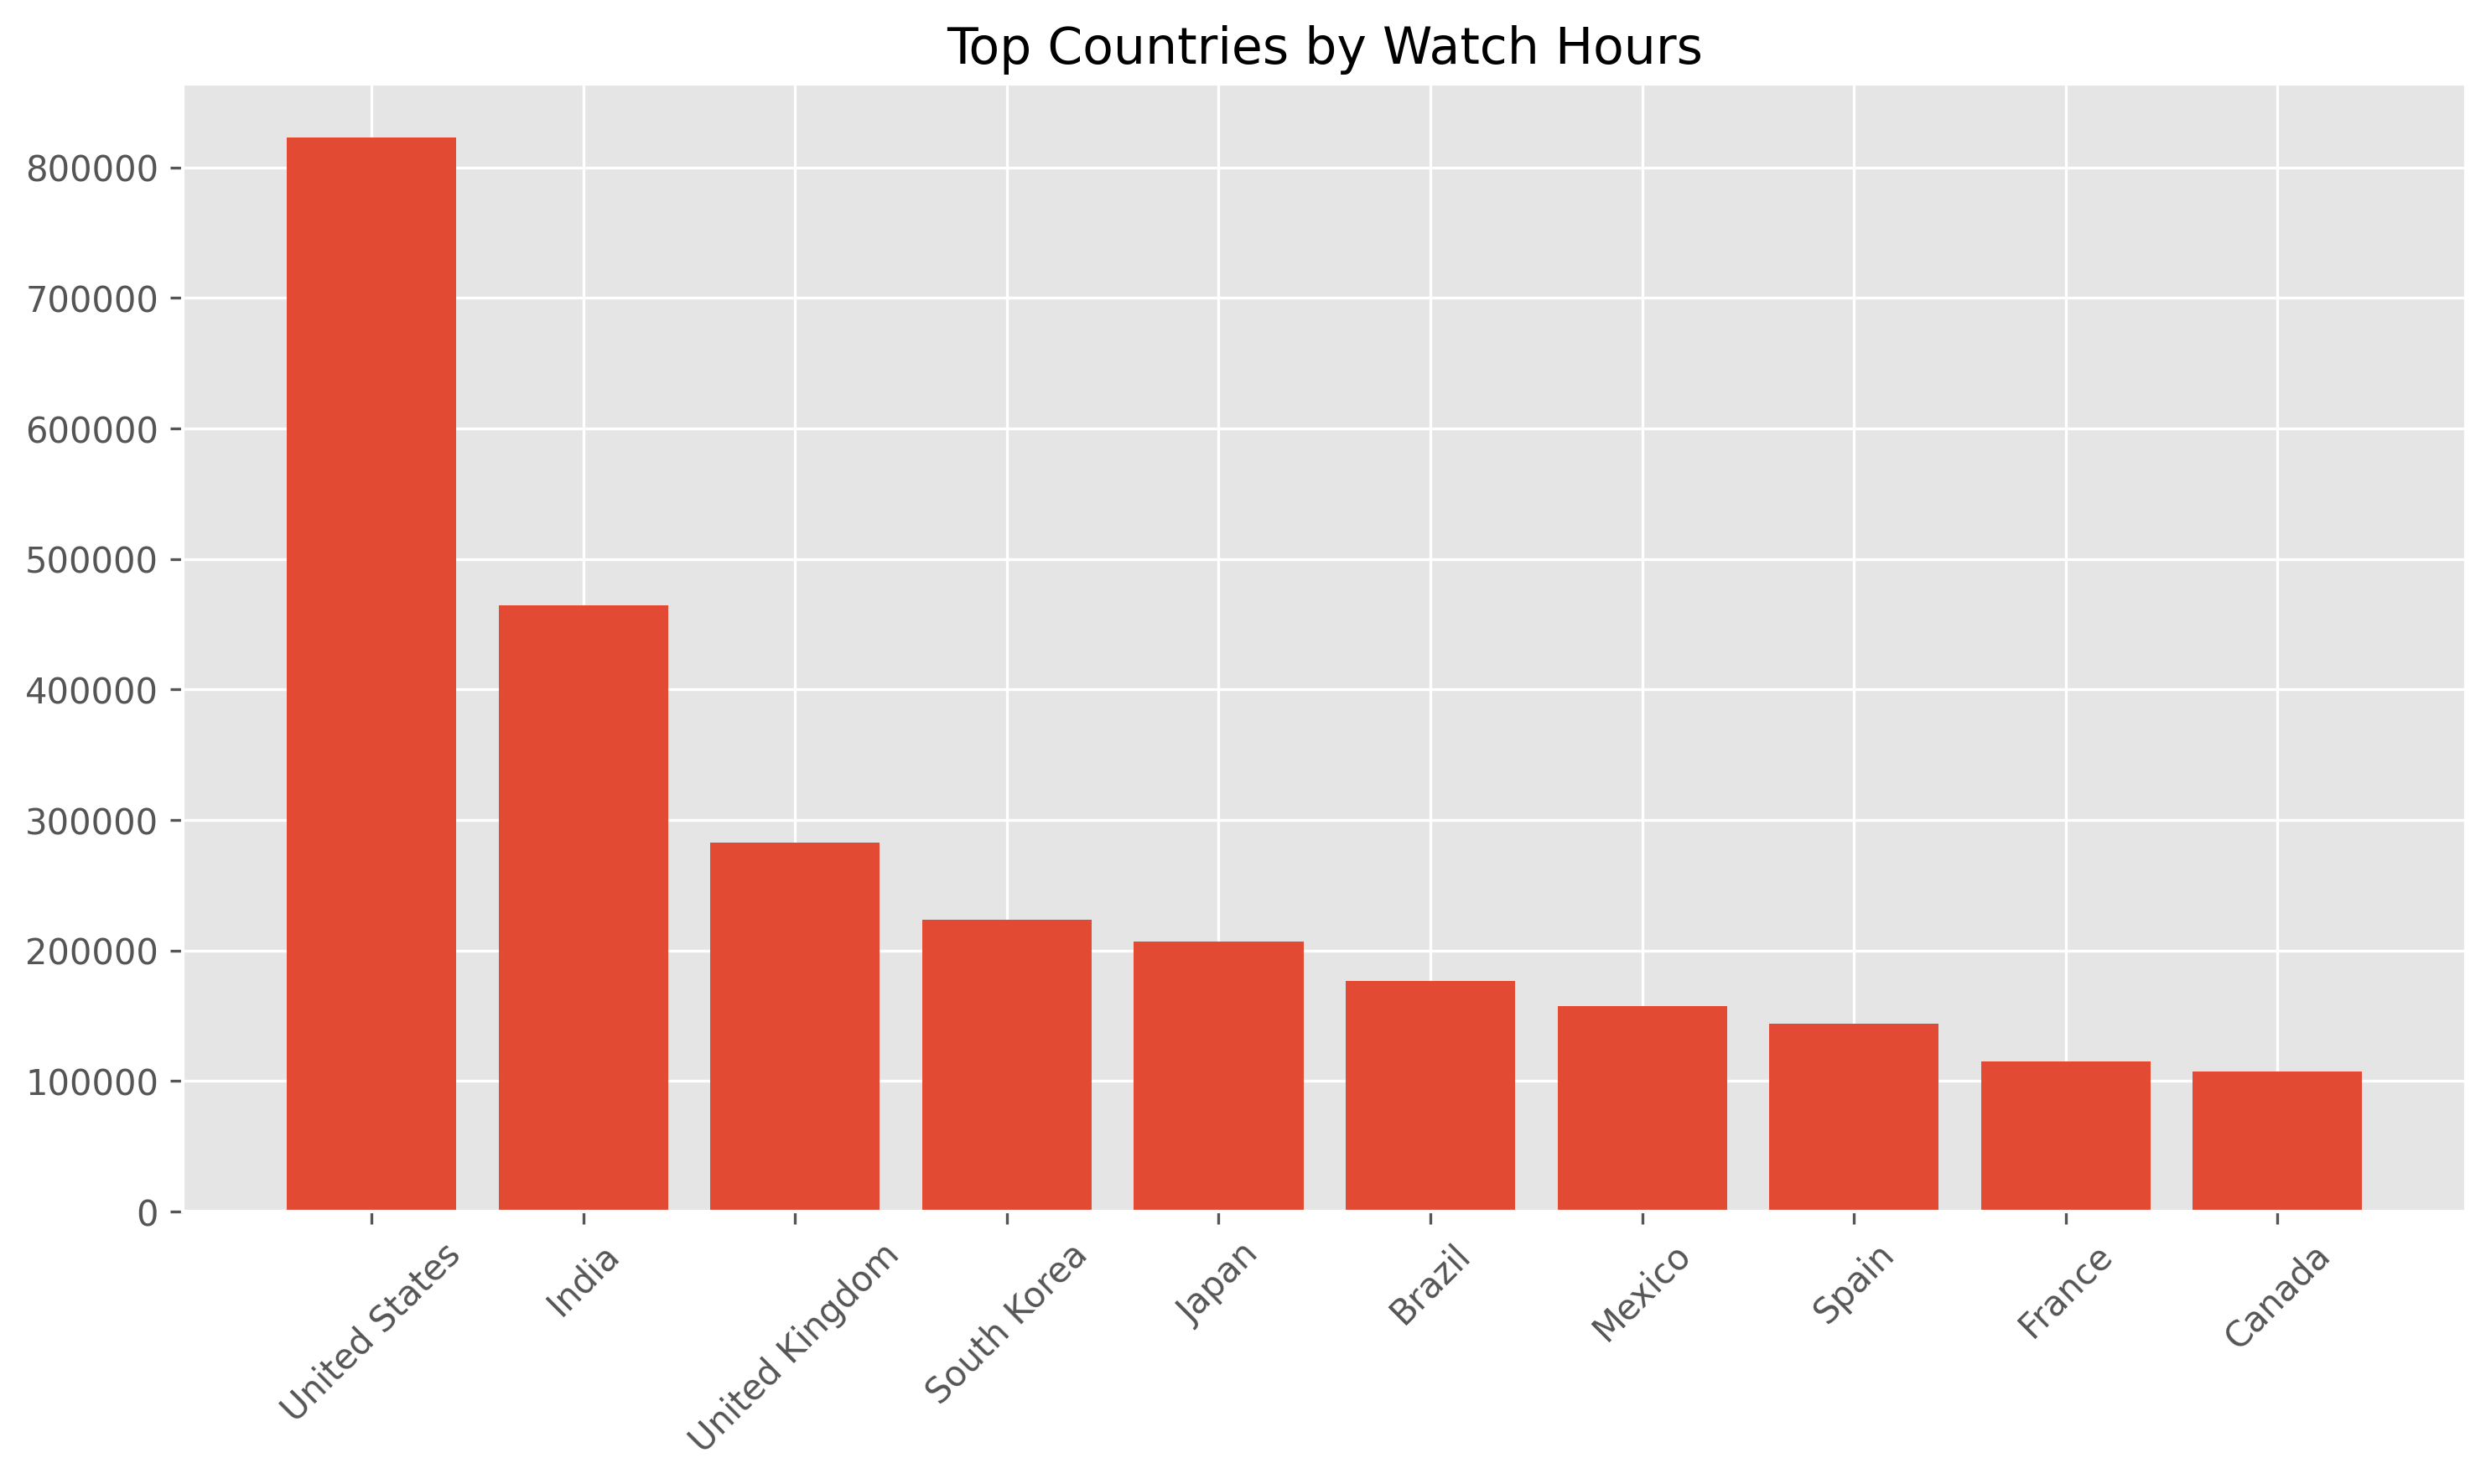 Top Countries by Watch Hours
800000
700000
600000
500000
400000
300000
200000
100000
0
United States
India
United Kingdom
South Korea
Japan
Brazil
Mexico
Spain
France
Canada